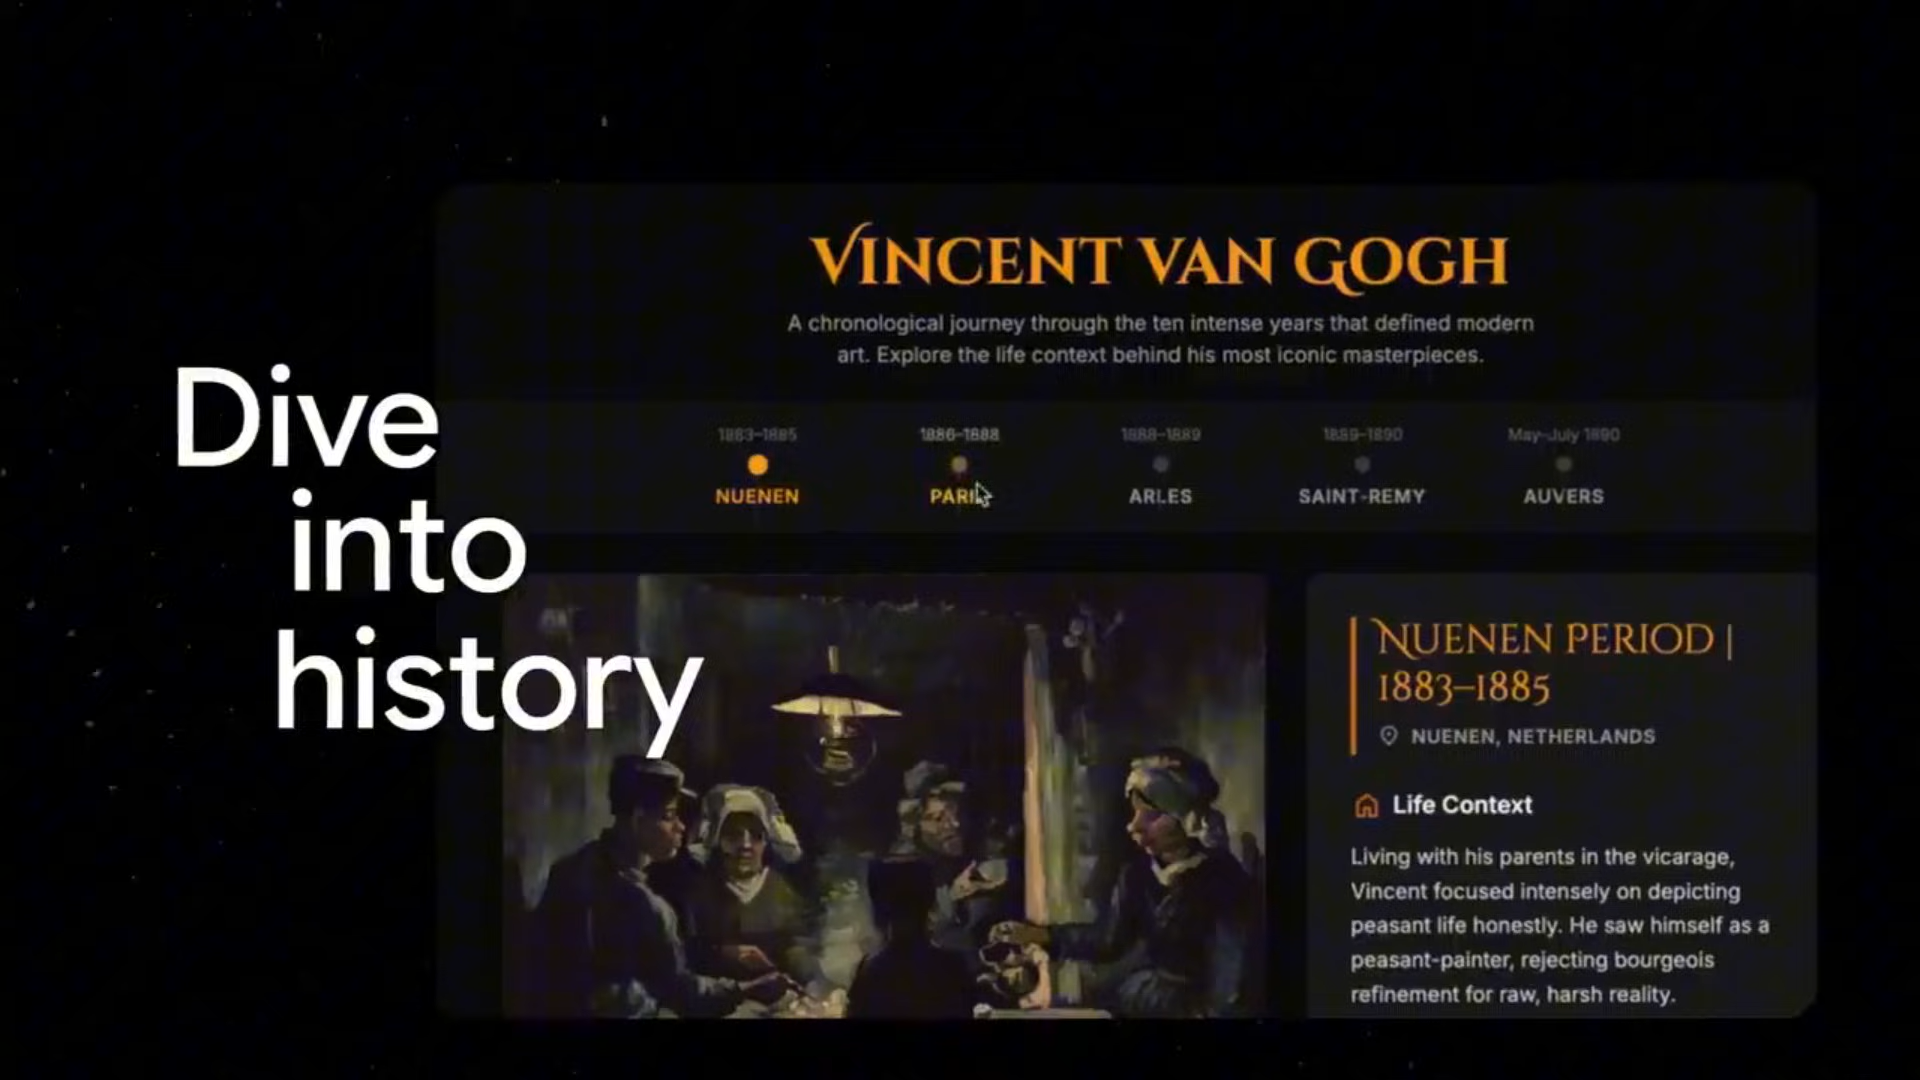 Dive
into
history
VINCENT VAN GOGH
A chronological journey through the ten intense years that defined modern
art. Explore the life context behind his most iconic masterpieces.
1883–1885
1886–1888
1888–1889
1889–1890
May–July 1890
NUENEN
PARIS
ARLES
SAINT-REMY
AUVERS
NUENEN PERIOD |
1883–1885
NUENEN, NETHERLANDS
Life Context
Living with his parents in the vicarage,
Vincent focused intensely on depicting
peasant life honestly. He saw himself as a
peasant-painter, rejecting bourgeois
refinement for raw, harsh reality.